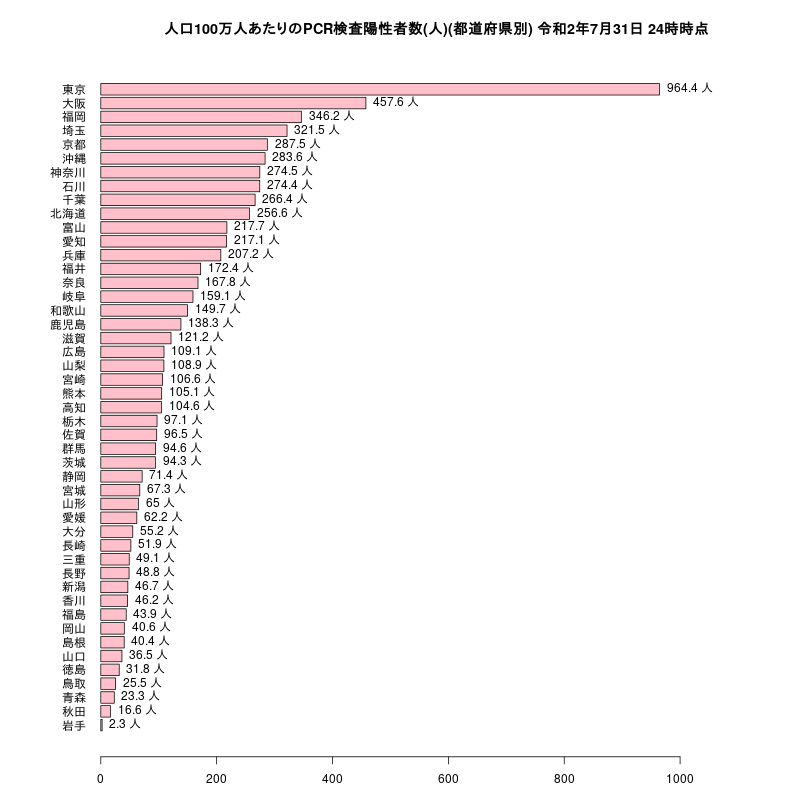 人口100万人あたりのPCR検査陽性者数(人)(都道府県別) 令和2年7月31日 24時時点
東京 964.4 人
大阪 457.6 人
福岡 346.2 人
埼玉 321.5 人
京都 287.5 人
沖縄 283.6 人
神奈川 274.5 人
石川 274.4 人
千葉 266.4 人
北海道 256.6 人
富山 217.7 人
愛知 217.1 人
兵庫 207.2 人
福井 172.4 人
奈良 167.8 人
岐阜 159.1 人
和歌山 149.7 人
鹿児島 138.3 人
滋賀 121.2 人
広島 109.1 人
山梨 108.9 人
宮崎 106.6 人
熊本 105.1 人
高知 104.6 人
栃木 97.1 人
佐賀 96.5 人
群馬 94.6 人
茨城 94.3 人
静岡 71.4 人
宮城 67.3 人
山形 65 人
愛媛 62.2 人
大分 55.2 人
長崎 51.9 人
三重 49.1 人
長野 48.8 人
新潟 46.7 人
香川 46.2 人
福島 43.9 人
岡山 40.6 人
島根 40.4 人
山口 36.5 人
徳島 31.8 人
鳥取 25.5 人
青森 23.3 人
秋田 16.6 人
岩手 2.3 人
0 200 400 600 800 1000